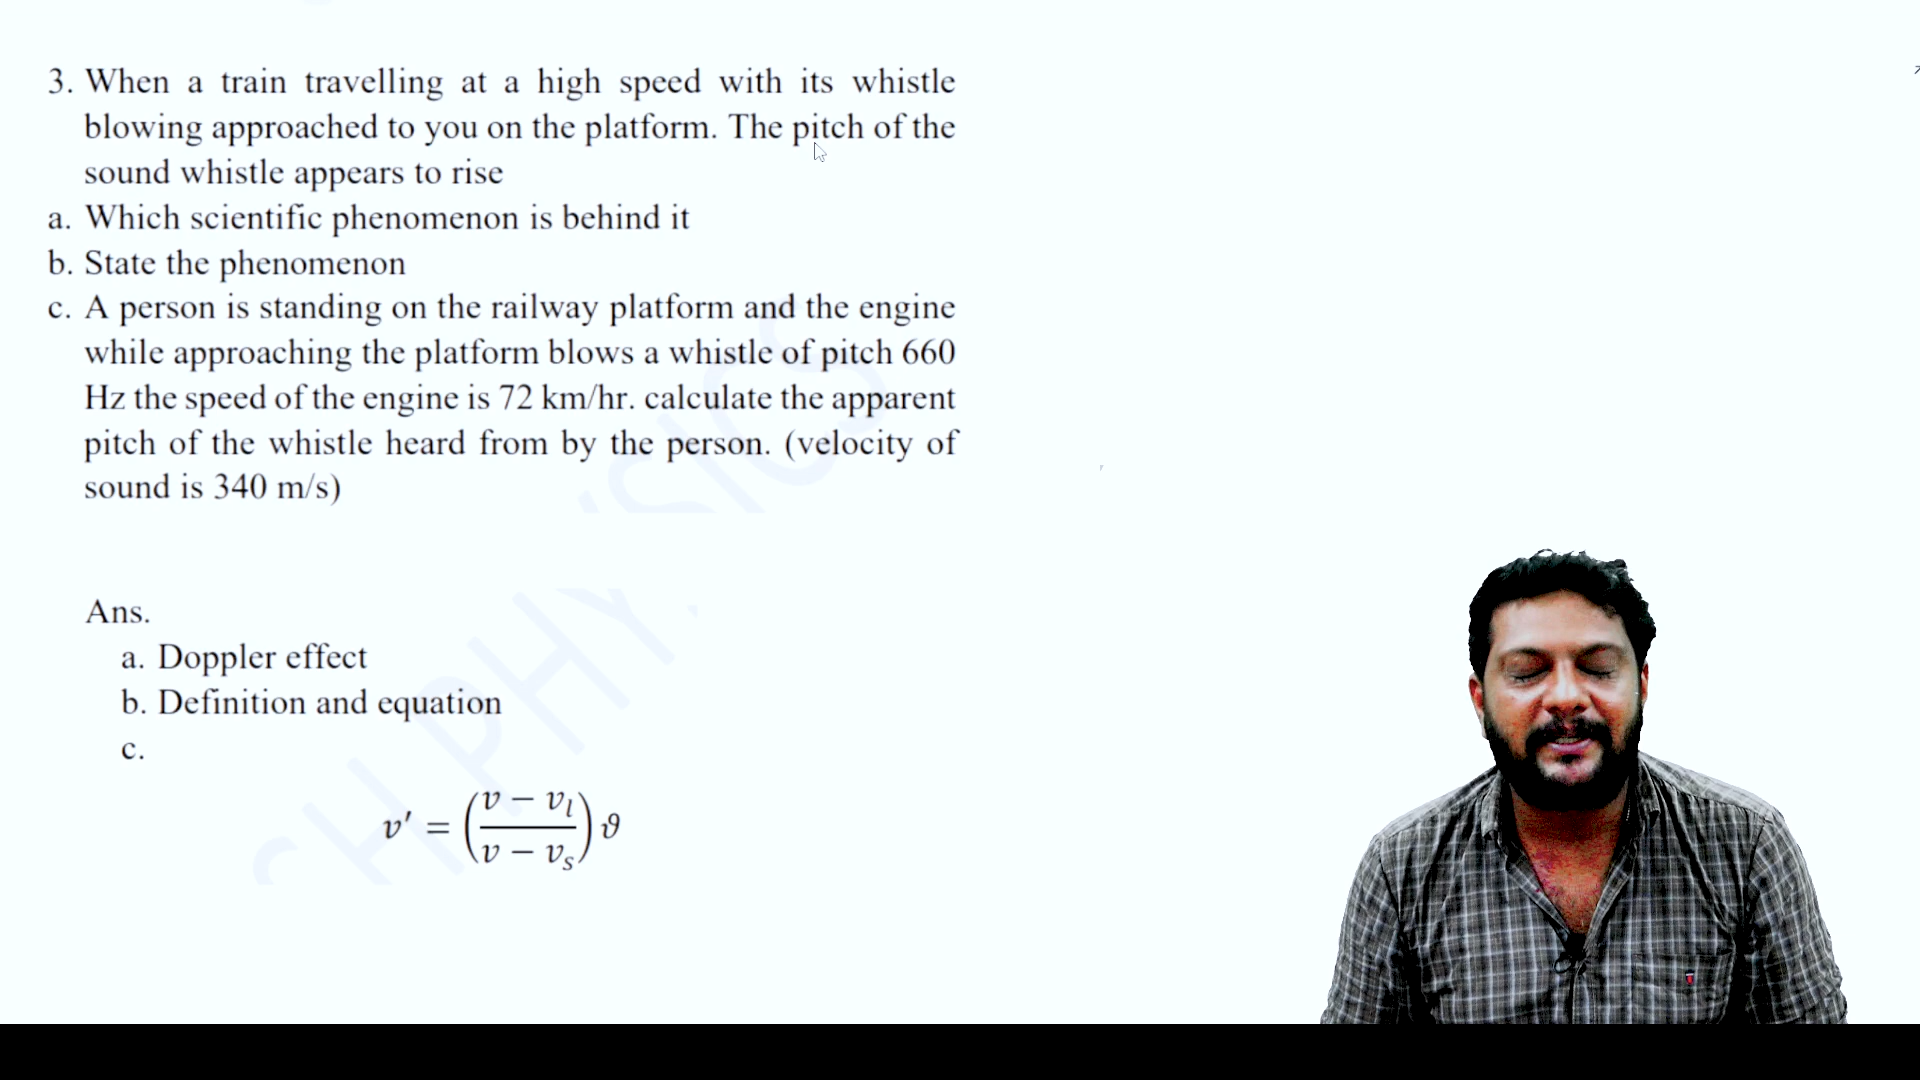 3. When a train travelling at a high speed with its whistle
blowing approached to you on the platform. The pitch of the
sound whistle appears to rise
a. Which scientific phenomenon is behind it
b. State the phenomenon
c. A person is standing on the railway platform and the engine
while approaching the platform blows a whistle of pitch 660
Hz the speed of the engine is 72 km/hr. calculate the apparent
pitch of the whistle heard from by the person. (velocity of
sound is 340 m/s)
Ans.
a. Doppler effect
b. Definition and equation
c.
v′ = ((v − v_l)/(v − v_s)) ϑ